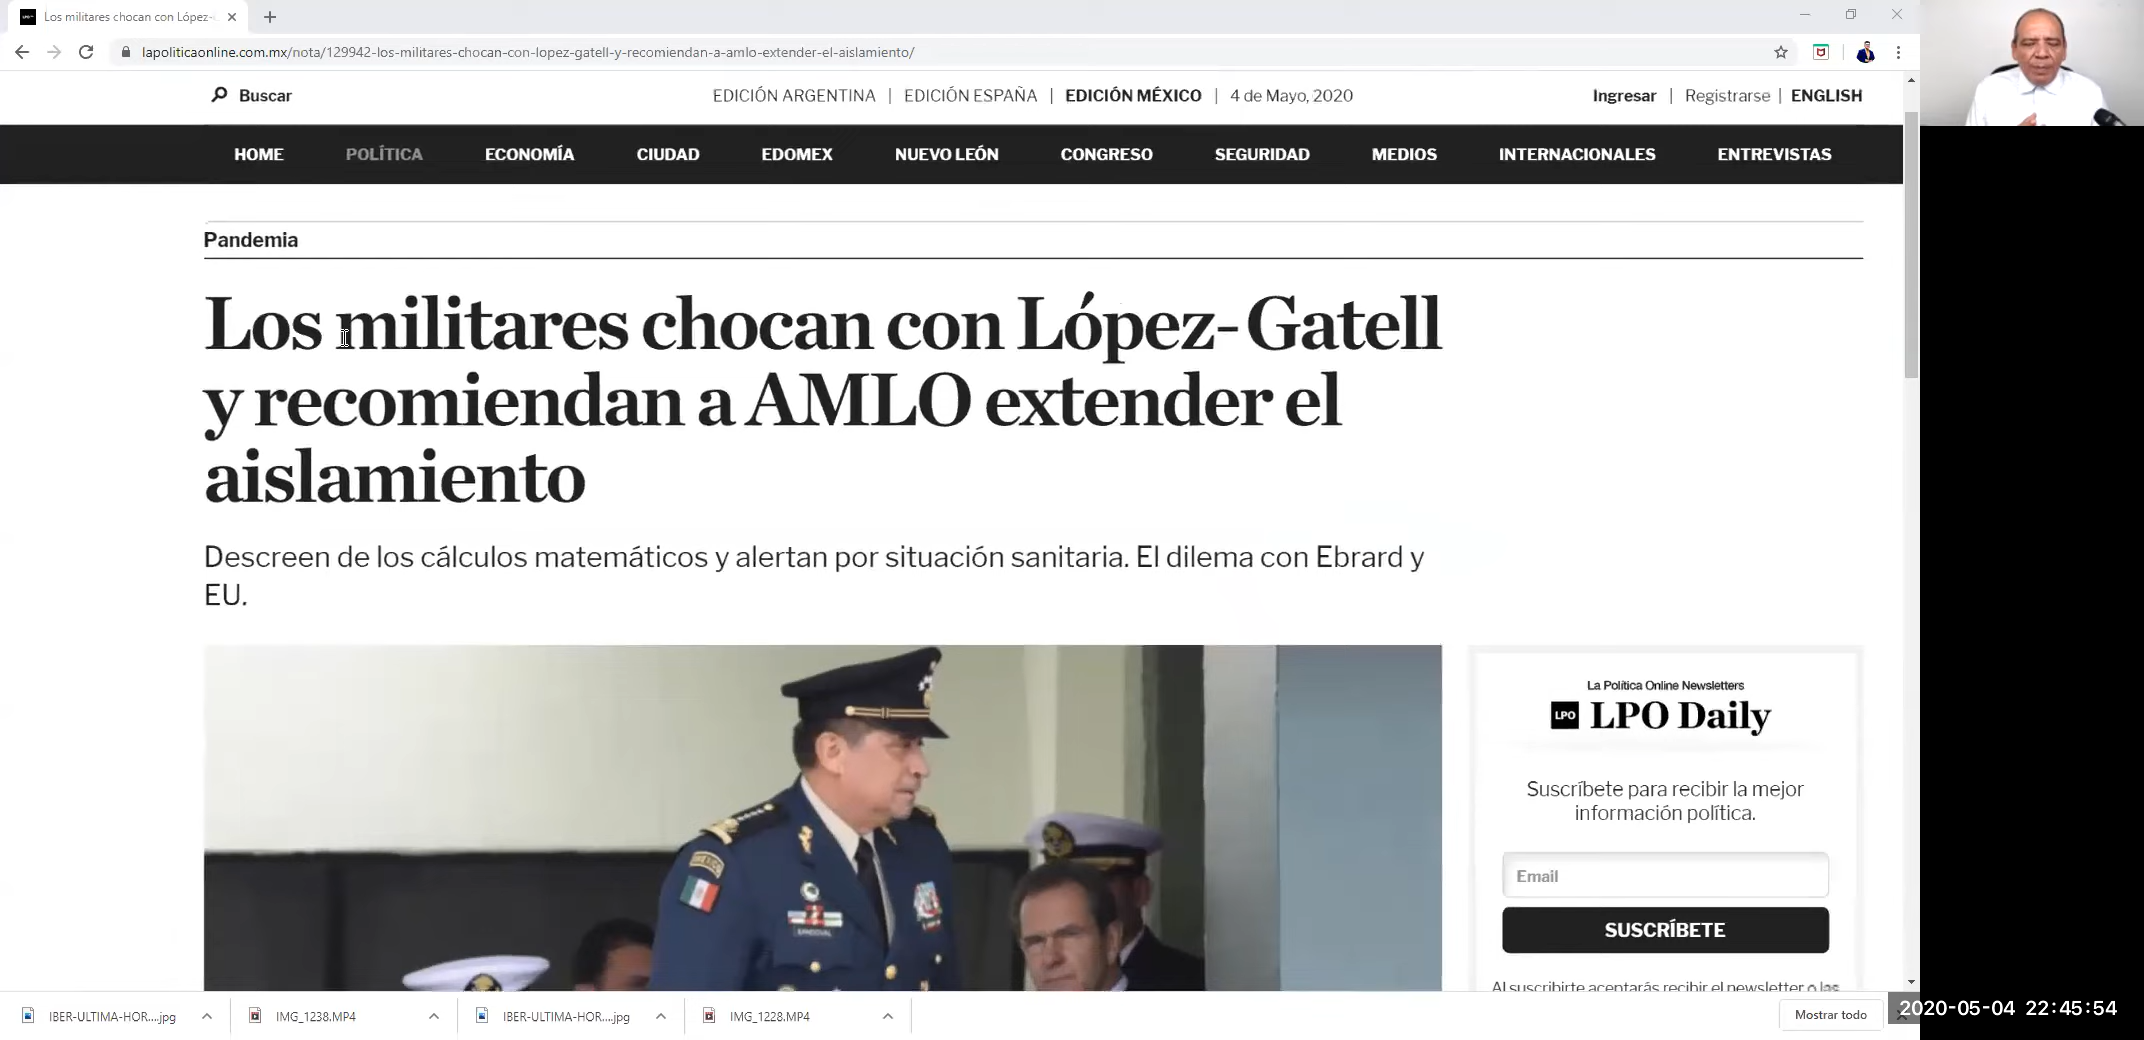 Los militares chocan con López-
lapoliticaonline.com.mx/nota/129942-los-militares-chocan-con-lopez-gatell-y-recomiendan-a-amlo-extender-el-aislamiento/
Buscar
EDICIÓN ARGENTINA | EDICIÓN ESPAÑA | EDICIÓN MÉXICO | 4 de Mayo, 2020
Ingresar | Registrarse | ENGLISH
HOME POLÍTICA ECONOMÍA CIUDAD EDOMEX NUEVO LEÓN CONGRESO SEGURIDAD MEDIOS INTERNACIONALES ENTREVISTAS
Pandemia
Los militares chocan con López-Gatell
y recomiendan a AMLO extender el
aislamiento
Descreen de los cálculos matemáticos y alertan por situación sanitaria. El dilema con Ebrard y
EU.
MÉXICO
SANDOVAL
La Política Online Newsletters
LPO LPO Daily
Suscríbete para recibir la mejor
información política.
Email
SUSCRÍBETE
Al suscribirte aceptarás recibir el newsletter o las
IBER-ULTIMA-HOR....jpg
IMG_1238.MP4
IBER-ULTIMA-HOR....jpg
IMG_1228.MP4
Mostrar todo
2020-05-04 22:45:54